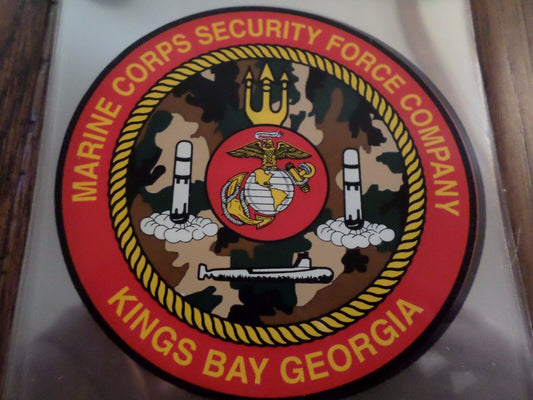 MARINE CORPS SECURITY FORCE COMPANY
KINGS BAY GEORGIA